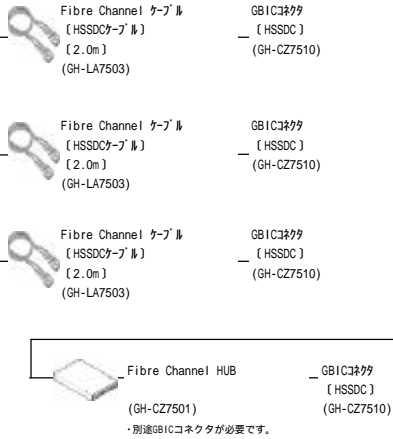 Fibre Channel ｹｰﾌﾞﾙ
〔HSSDCｹｰﾌﾞﾙ〕
〔2.0m〕
(GH-LA7503)
GBICｺﾈｸﾀ
〔HSSDC〕
(GH-CZ7510)
Fibre Channel ｹｰﾌﾞﾙ
〔HSSDCｹｰﾌﾞﾙ〕
〔2.0m〕
(GH-LA7503)
GBICｺﾈｸﾀ
〔HSSDC〕
(GH-CZ7510)
Fibre Channel ｹｰﾌﾞﾙ
〔HSSDCｹｰﾌﾞﾙ〕
〔2.0m〕
(GH-LA7503)
GBICｺﾈｸﾀ
〔HSSDC〕
(GH-CZ7510)
Fibre Channel HUB
(GH-CZ7501)
・別途GBICコネクタが必要です。
GBICｺﾈｸﾀ
〔HSSDC〕
(GH-CZ7510)